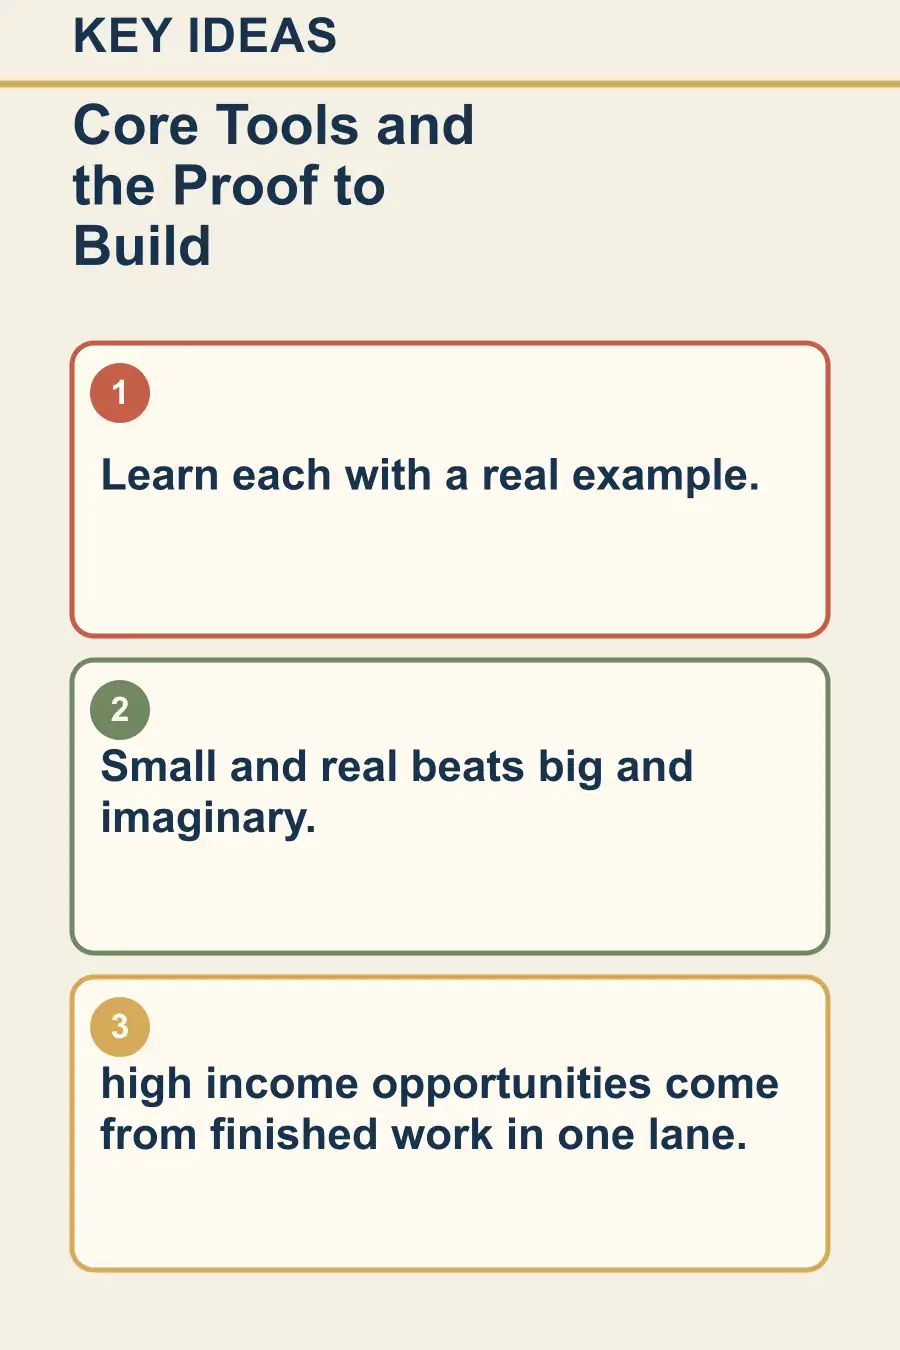 KEY IDEAS
Core Tools and
the Proof to
Build
1
Learn each with a real example.
2
Small and real beats big and
imaginary.
3
high income opportunities come
from finished work in one lane.